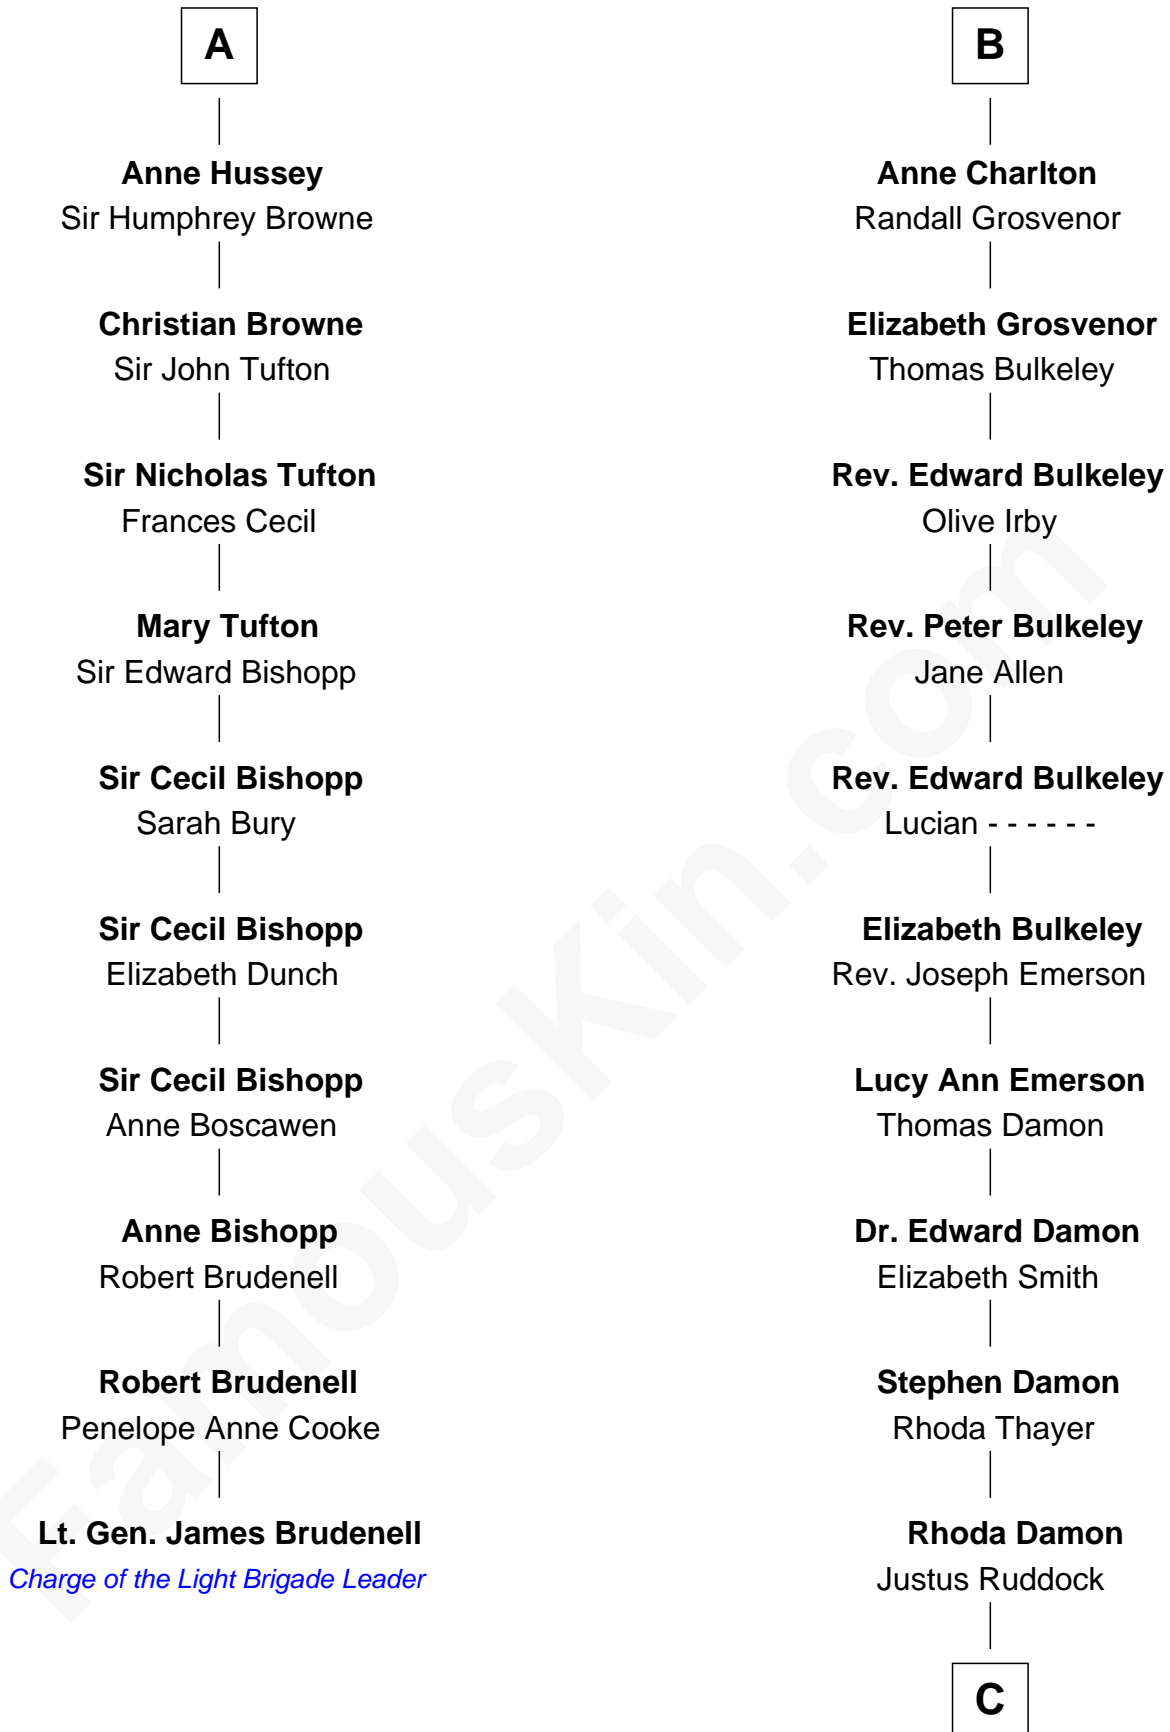 A
Anne Hussey
Sir Humphrey Browne
Christian Browne
Sir John Tufton
Sir Nicholas Tufton
Frances Cecil
Mary Tufton
Sir Edward Bishopp
Sir Cecil Bishopp
Sarah Bury
Sir Cecil Bishopp
Elizabeth Dunch
Sir Cecil Bishopp
Anne Boscawen
Anne Bishopp
Robert Brudenell
Robert Brudenell
Penelope Anne Cooke
Lt. Gen. James Brudenell
Charge of the Light Brigade Leader
B
Anne Charlton
Randall Grosvenor
Elizabeth Grosvenor
Thomas Bulkeley
Rev. Edward Bulkeley
Olive Irby
Rev. Peter Bulkeley
Jane Allen
Rev. Edward Bulkeley
Lucian - - - - - -
Elizabeth Bulkeley
Rev. Joseph Emerson
Lucy Ann Emerson
Thomas Damon
Dr. Edward Damon
Elizabeth Smith
Stephen Damon
Rhoda Thayer
Rhoda Damon
Justus Ruddock
C
FamousKin.com